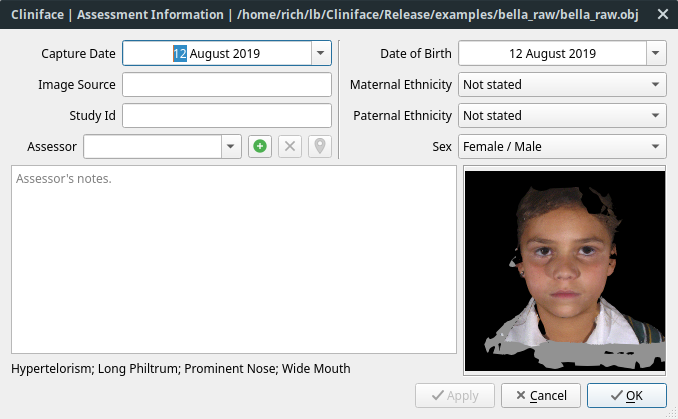 Cliniface | Assessment Information | /home/rich/lb/Cliniface/Release/examples/bella_raw/bella_raw.obj
Capture Date 12 August 2019 Date of Birth 12 August 2019
Image Source Maternal Ethnicity Not stated
Study Id Paternal Ethnicity Not stated
Assessor Sex Female / Male
Assessor's notes.
Hypertelorism; Long Philtrum; Prominent Nose; Wide Mouth
Apply Cancel OK